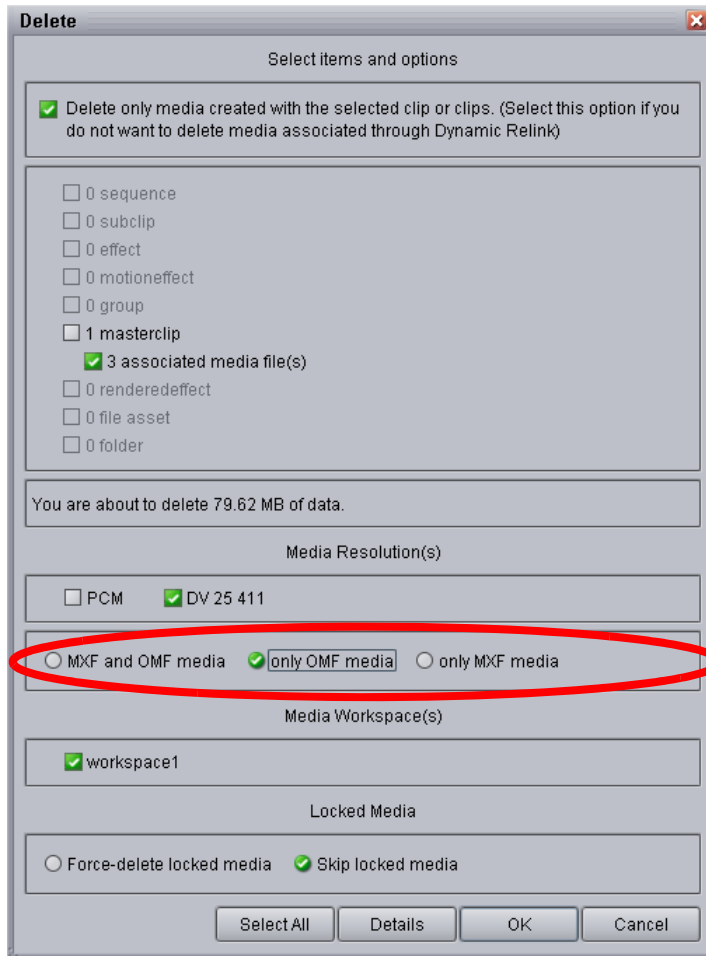 Delete
Select items and options
Delete only media created with the selected clip or clips. (Select this option if you
do not want to delete media associated through Dynamic Relink)
0 sequence
0 subclip
0 effect
0 motioneffect
0 group
1 masterclip
3 associated media file(s)
0 renderedeffect
0 file asset
0 folder
You are about to delete 79.62 MB of data.
Media Resolution(s)
PCM DV 25 411
MXF and OMF media only OMF media only MXF media
Media Workspace(s)
workspace1
Locked Media
Force-delete locked media Skip locked media
Select All Details OK Cancel